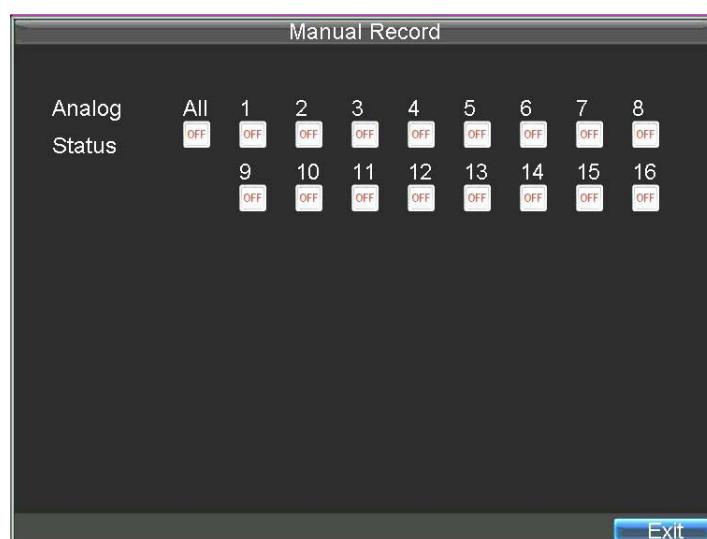 Manual Record
Analog All 1 2 3 4 5 6 7 8
Status OFF OFF OFF OFF OFF OFF OFF OFF OFF
9 10 11 12 13 14 15 16
OFF OFF OFF OFF OFF OFF OFF OFF
Exit